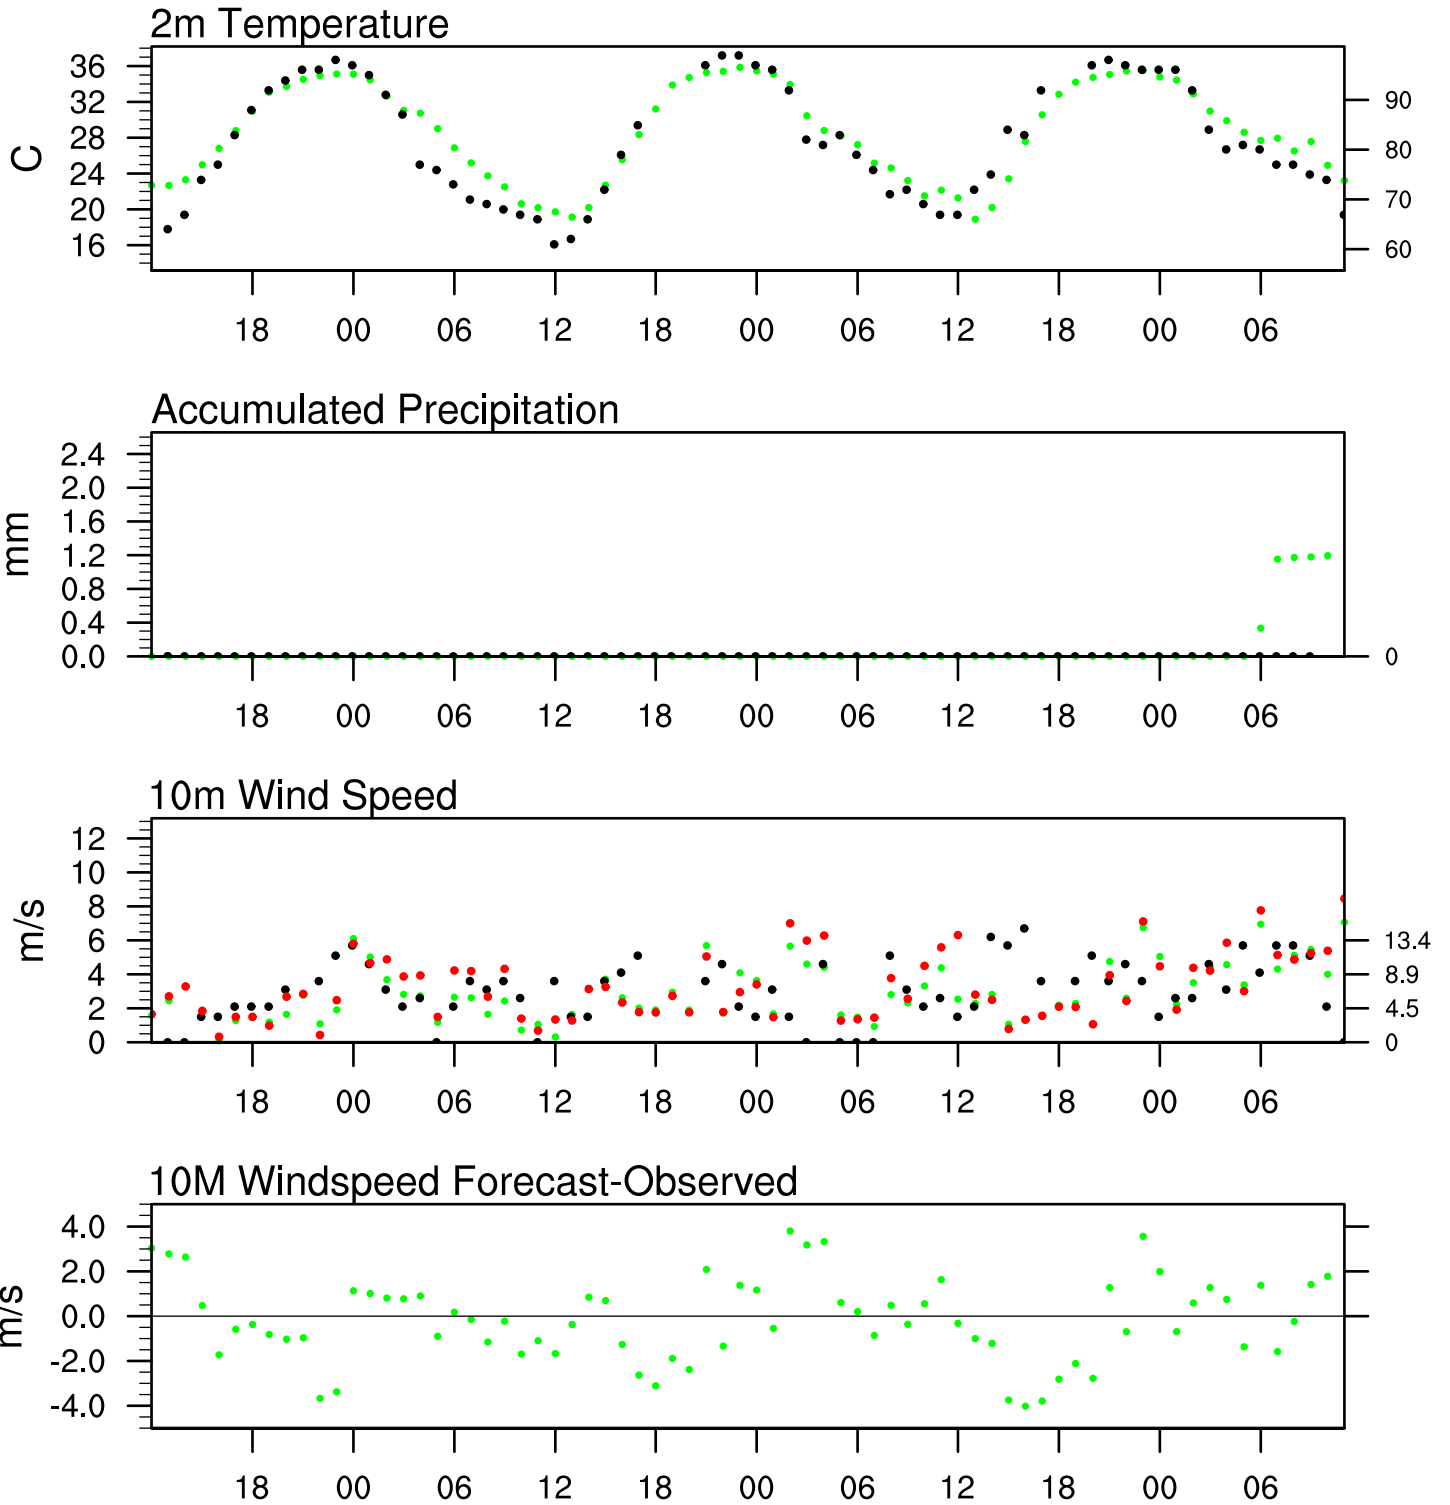 2m Temperature
36
32
28
24
20
16
C
90
80
70
60
18 00 06 12 18 00 06 12 18 00 06
Accumulated Precipitation
2.4
2.0
1.6
1.2
0.8
0.4
0.0
mm
0
18 00 06 12 18 00 06 12 18 00 06
10m Wind Speed
12
10
8
6
4
2
0
m/s
13.4
8.9
4.5
0
18 00 06 12 18 00 06 12 18 00 06
10M Windspeed Forecast-Observed
4.0
2.0
0.0
-2.0
-4.0
m/s
18 00 06 12 18 00 06 12 18 00 06